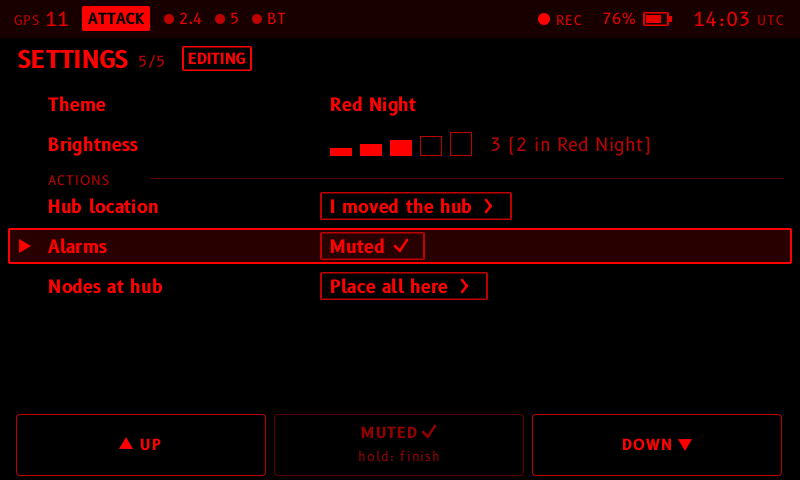 GPS 11 ATTACK 2.4 5 BT REC 76% 14:03 UTC
SETTINGS 5/5 EDITING
Theme Red Night
Brightness 3 (2 in Red Night)
ACTIONS
Hub location I moved the hub
Alarms Muted
Nodes at hub Place all here
UP MUTED DOWN
hold: finish